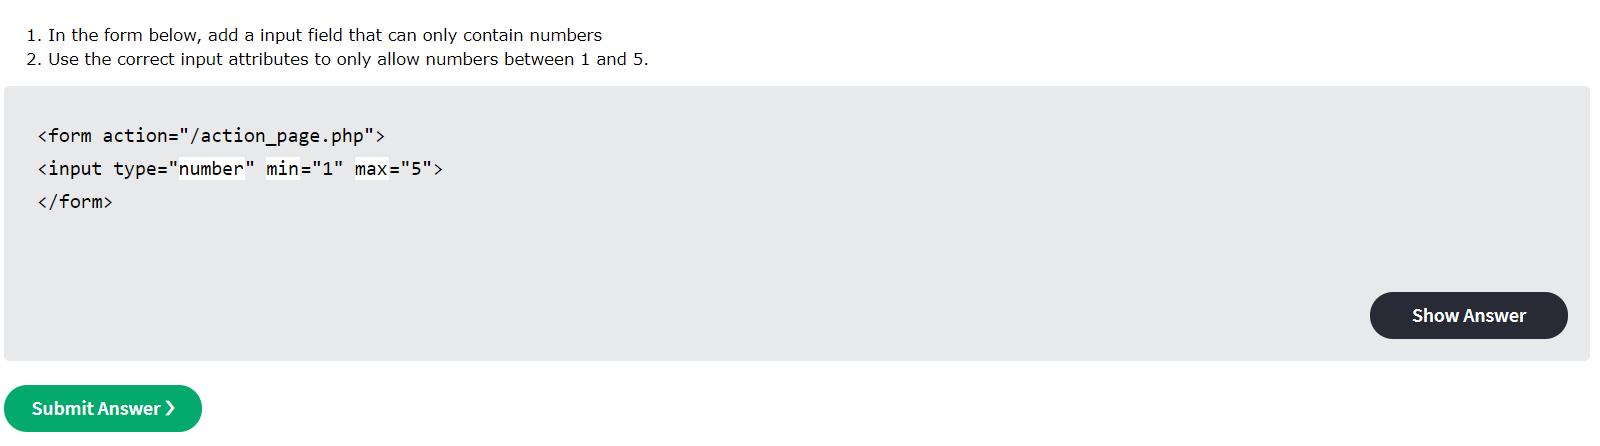 1. In the form below, add a input field that can only contain numbers
2. Use the correct input attributes to only allow numbers between 1 and 5.
<form action="/action_page.php">
<input type="number" min="1" max="5">
</form>
Show Answer
Submit Answer ❯